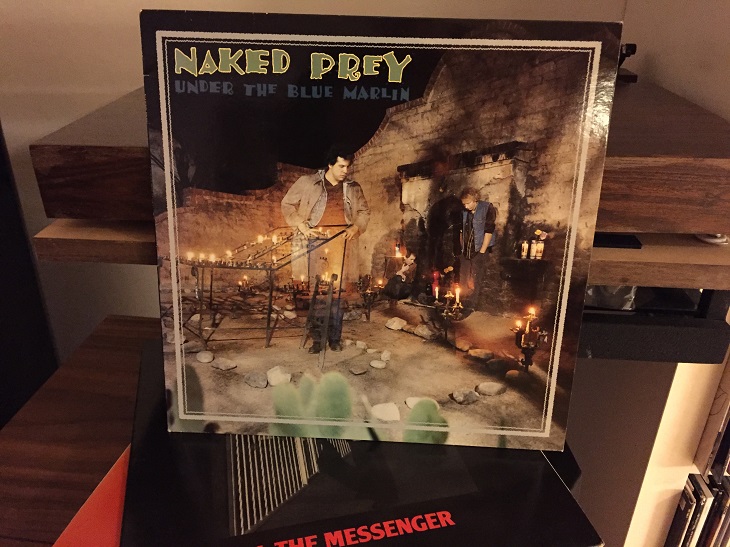 NAKED PREY
UNDER THE BLUE MARLIN
THE MESSENGER